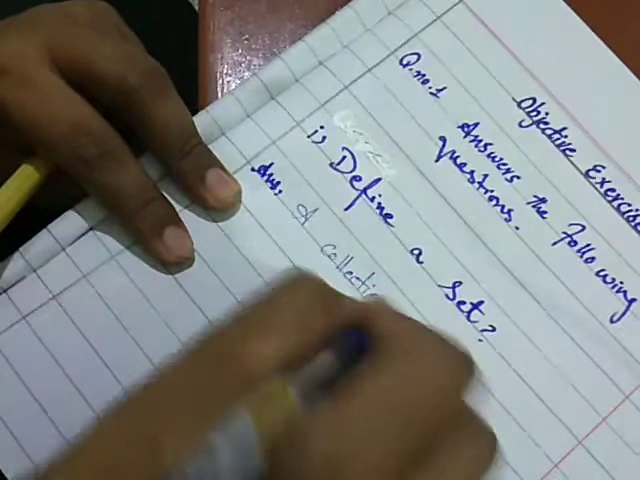 Objective Exercise
Q.no.1 Answers the following
questions.
i> Define a set?
Ans. A collection